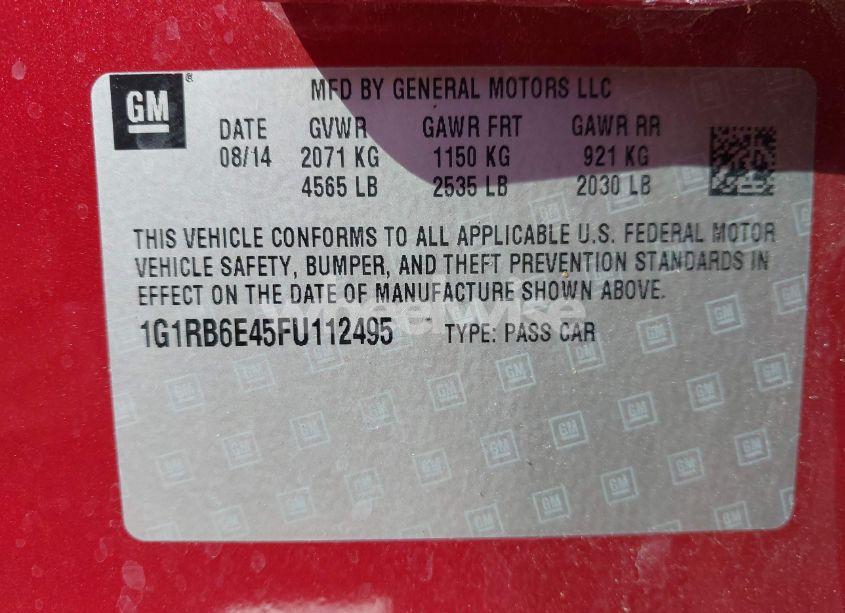 GM
MFD BY GENERAL MOTORS LLC
DATE GVWR GAWR FRT GAWR RR
08/14 2071 KG 1150 KG 921 KG
4565 LB 2535 LB 2030 LB
THIS VEHICLE CONFORMS TO ALL APPLICABLE U.S. FEDERAL MOTOR
VEHICLE SAFETY, BUMPER, AND THEFT PREVENTION STANDARDS IN
EFFECT ON THE DATE OF MANUFACTURE SHOWN ABOVE.
wheelwise
1G1RB6E45FU112495 TYPE: PASS CAR